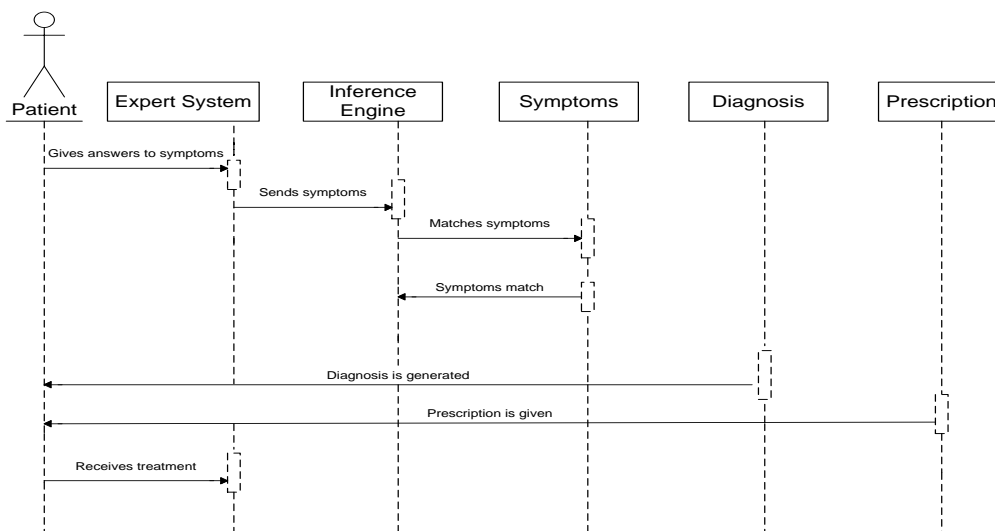 Patient
Expert System
Inference
Engine
Symptoms
Diagnosis
Prescription
Gives answers to symptoms
Sends symptoms
Matches symptoms
Symptoms match
Diagnosis is generated
Prescription is given
Receives treatment